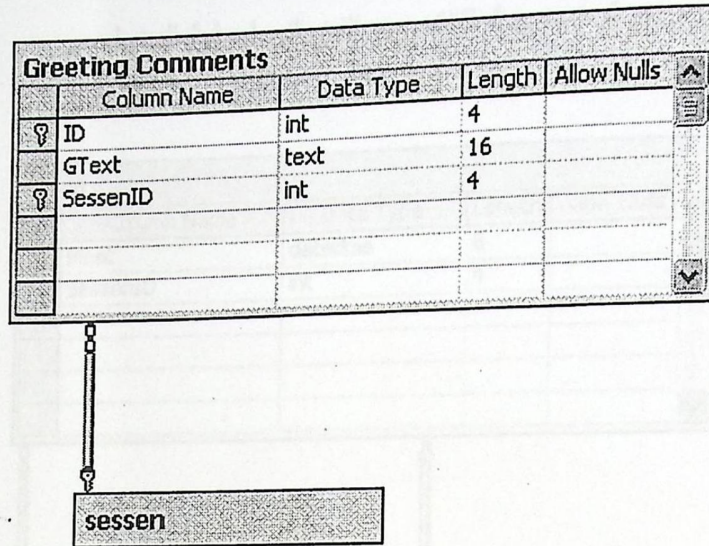 Greeting Comments
Column Name Data Type Length Allow Nulls
ID int 4
GText text 16
SessenID int 4
sessen